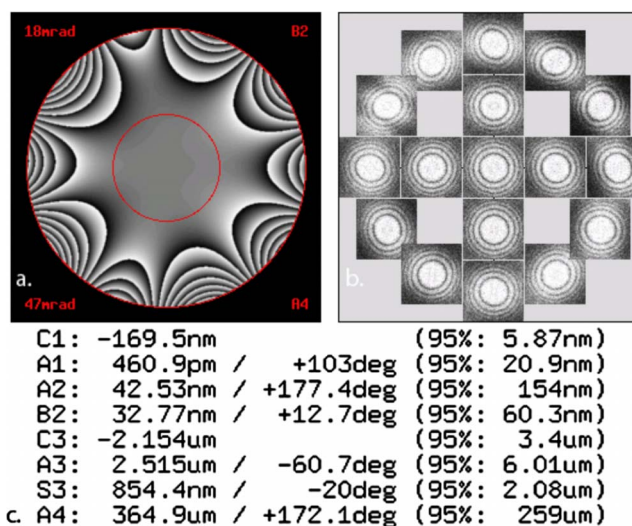 18mrad B2
a. b.
47mrad A4
C1: -169.5nm (95%: 5.87nm)
A1: 460.9pm / +103deg (95%: 20.9nm)
A2: 42.53nm / +177.4deg (95%: 154nm)
B2: 32.77nm / +12.7deg (95%: 60.3nm)
C3: -2.154um (95%: 3.4um)
A3: 2.515um / -60.7deg (95%: 6.01um)
S3: 854.4nm / -20deg (95%: 2.08um)
c. A4: 364.9um / +172.1deg (95%: 259um)